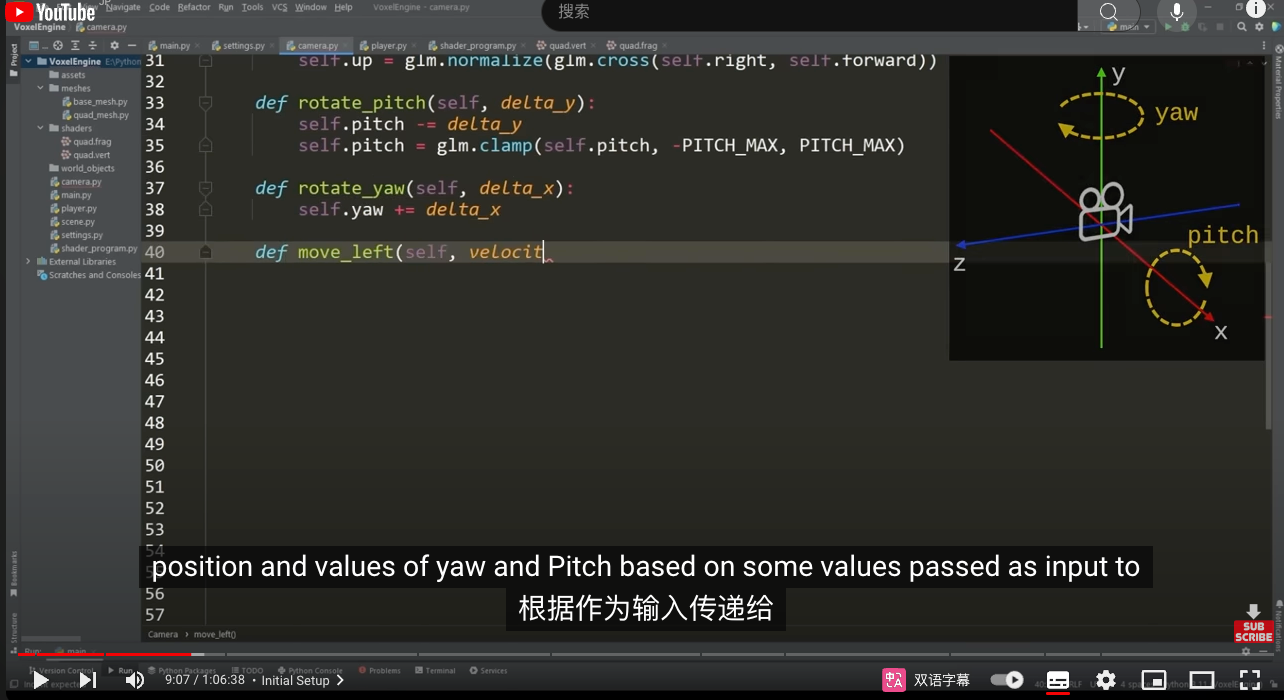 YouTube JP
Navigate Code Refactor Run Tools VCS Window Help VoxelEngine - camera.py
搜索
VoxelEngine camera.py
main
Project
main.py settings.py camera.py player.py shader_program.py quad.vert quad.frag
VoxelEngine E:\Python
assets
meshes
base_mesh.py
quad_mesh.py
shaders
quad.frag
quad.vert
world_objects
camera.py
main.py
player.py
scene.py
settings.py
shader_program.py
External Libraries
Scratches and Consoles
31 self.up = glm.normalize(glm.cross(self.right, self.forward))
32
33 def rotate_pitch(self, delta_y):
34 self.pitch -= delta_y
35 self.pitch = glm.clamp(self.pitch, -PITCH_MAX, PITCH_MAX)
36
37 def rotate_yaw(self, delta_x):
38 self.yaw += delta_x
39
40 def move_left(self, velocit
41
42
43
44
45
46
47
48
49
50
51
52
53
54
56
57
y
yaw
pitch
z
x
Material Properties
Notifications
Bookmarks
Structure
position and values of yaw and Pitch based on some values passed as input to
根据作为输入传递给
SUB
SCRIBE
Camera › move_left()
Run: main
Version Control Run Python Packages TODO Python Console Problems Terminal Services
9:07 / 1:06:38 • Initial Setup
双语字幕